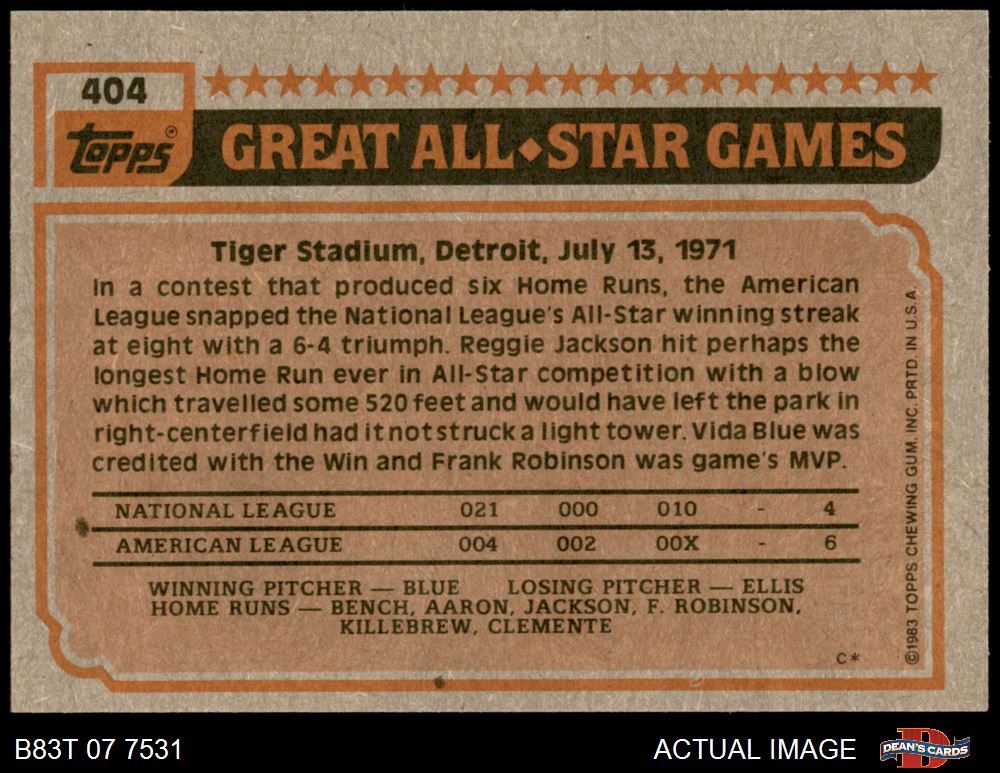 404
topps®
GREAT ALL◆STAR GAMES
Tiger Stadium, Detroit, July 13, 1971
In a contest that produced six Home Runs, the American
League snapped the National League's All-Star winning streak
at eight with a 6-4 triumph. Reggie Jackson hit perhaps the
longest Home Run ever in All-Star competition with a blow
which travelled some 520 feet and would have left the park in
right-centerfield had it not struck a light tower. Vida Blue was
credited with the Win and Frank Robinson was game's MVP.
NATIONAL LEAGUE 021 000 010 - 4
AMERICAN LEAGUE 004 002 00X - 6
WINNING PITCHER — BLUE LOSING PITCHER — ELLIS
HOME RUNS — BENCH, AARON, JACKSON, F. ROBINSON,
KILLEBREW, CLEMENTE
C*
©1983 TOPPS CHEWING GUM, INC. PRTD. IN U.S.A.
B83T 07 7531
ACTUAL IMAGE
DEAN'S CARDS